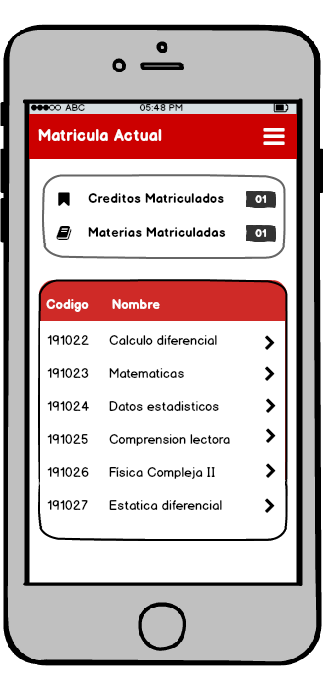 ABC 05:48 PM
Matricula Actual
Creditos Matriculados 01
Materias Matriculadas 01
Codigo Nombre
191022 Calculo diferencial
191023 Matematicas
191024 Datos estadisticos
191025 Comprension lectora
191026 Fisica Compleja II
191027 Estatica diferencial